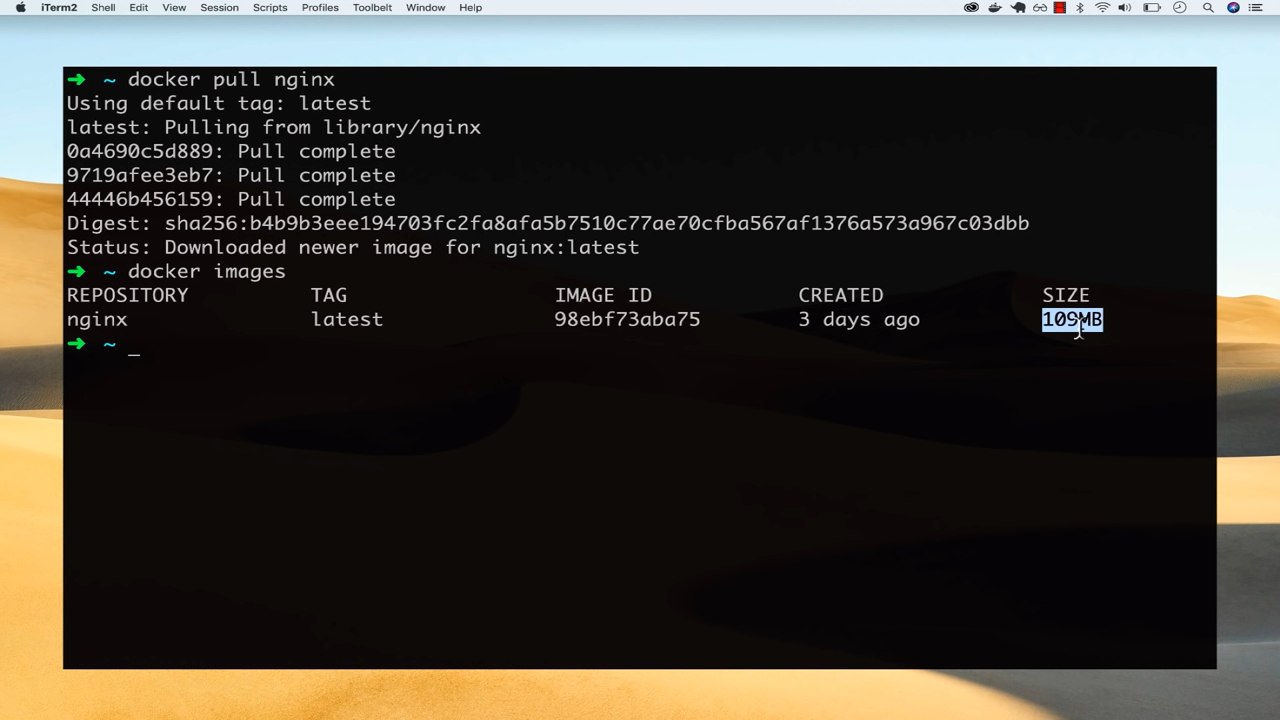 iTerm2 Shell Edit View Session Scripts Profiles Toolbelt Window Help
➜ ~ docker pull nginx
Using default tag: latest
latest: Pulling from library/nginx
0a4690c5d889: Pull complete
9719afee3eb7: Pull complete
44446b456159: Pull complete
Digest: sha256:b4b9b3eee194703fc2fa8afa5b7510c77ae70cfba567af1376a573a967c03dbb
Status: Downloaded newer image for nginx:latest
➜ ~ docker images
REPOSITORY TAG IMAGE ID CREATED SIZE
nginx latest 98ebf73aba75 3 days ago 109MB
➜ ~ _